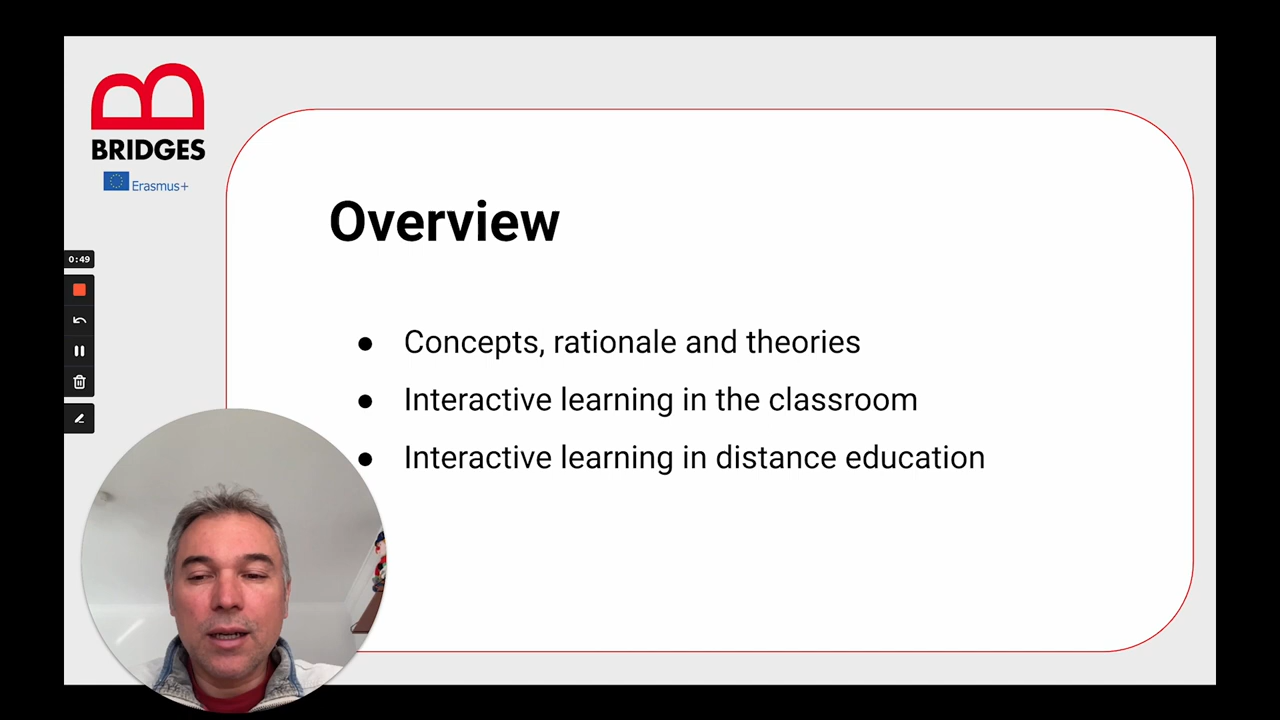 BRIDGES
Erasmus+
Overview
0:49
● Concepts, rationale and theories
● Interactive learning in the classroom
● Interactive learning in distance education